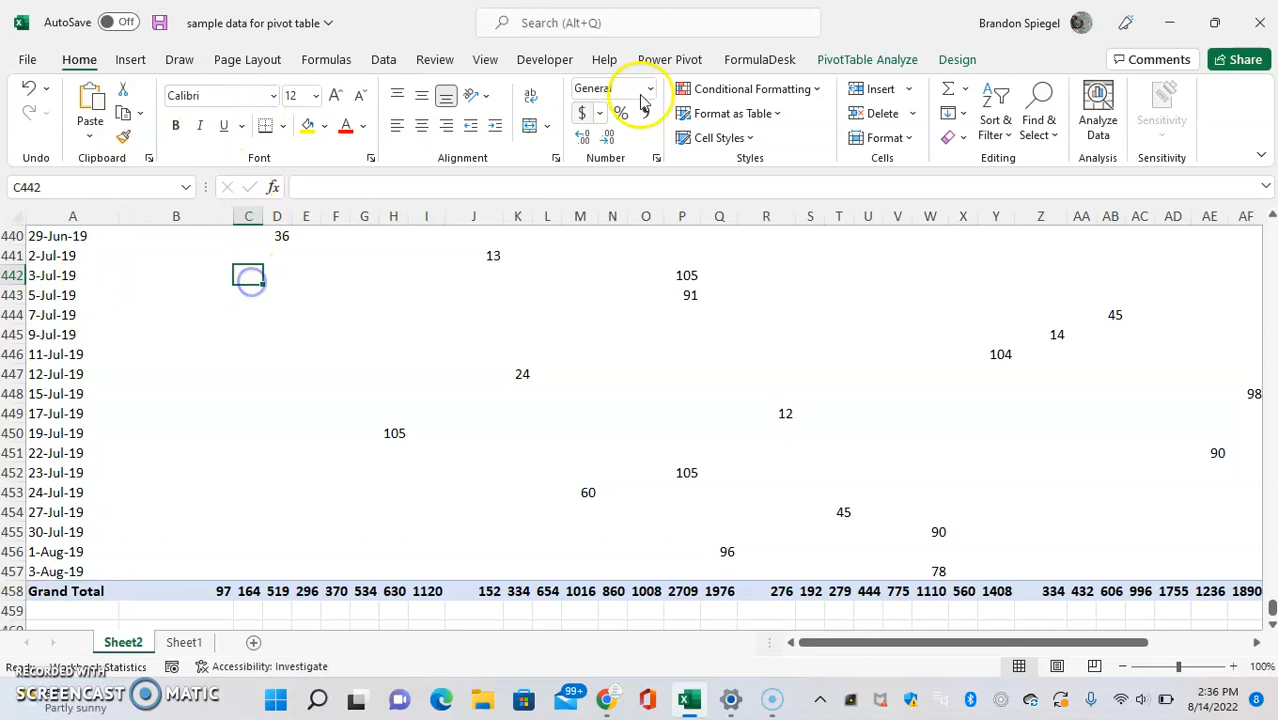 AutoSave Off sample data for pivot table Search (Alt+Q) Brandon Spiegel
File Home Insert Page Layout Formulas Data Review View Developer Help Power Pivot FormulaDesk PivotTable Analyze Design Comments Share
Calibri 12 General Conditional Formatting Insert
Paste Format as Table Delete Sort & Find & Analyze Sensitivity
B I U $ % Cell Styles Format Filter Select Data
Undo Clipboard Font Alignment Number Styles Cells Editing Analysis Sensitivity
C442 fx
A B C D E F G H I J K L M N O P Q R S T U V W X Y Z AA AB AC AD AE AF
440 29-Jun-19 36
441 2-Jul-19 13
442 3-Jul-19 105
443 5-Jul-19 91
444 7-Jul-19 45
445 9-Jul-19 14
446 11-Jul-19 104
447 12-Jul-19 24
448 15-Jul-19 98
449 17-Jul-19 12
450 19-Jul-19 105
451 22-Jul-19 90
452 23-Jul-19 105
453 24-Jul-19 60
454 27-Jul-19 45
455 30-Jul-19 90
456 1-Aug-19 96
457 3-Aug-19 78
458 Grand Total 97 164 519 296 370 534 630 1120 152 334 654 1016 860 1008 2709 1976 276 192 279 444 775 1110 560 1408 334 432 606 996 1755 1236 1890
459
Sheet2 Sheet1
Statistics Accessibility: Investigate 100%
RECORDED WITH
SCREENCAST MATIC
Partly sunny
99+
2:36 PM
8/14/2022
8